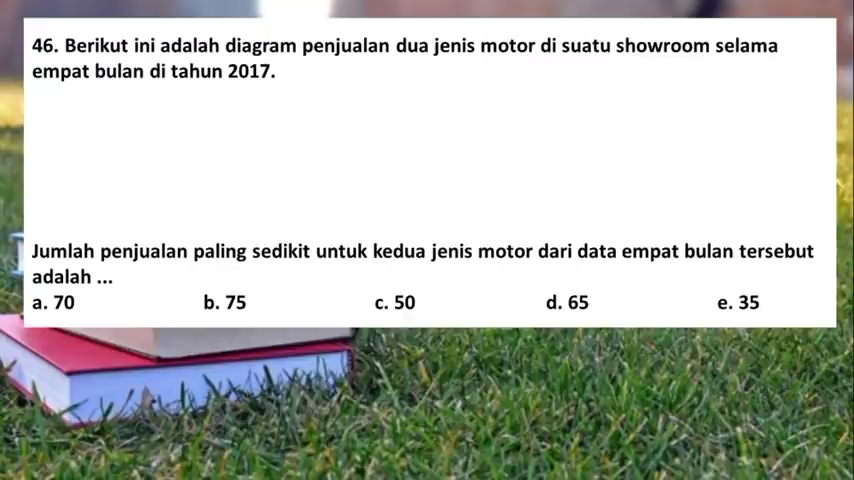 46. Berikut ini adalah diagram penjualan dua jenis motor di suatu showroom selama
empat bulan di tahun 2017.
Jumlah penjualan paling sedikit untuk kedua jenis motor dari data empat bulan tersebut
adalah ...
a. 70 b. 75 c. 50 d. 65 e. 35